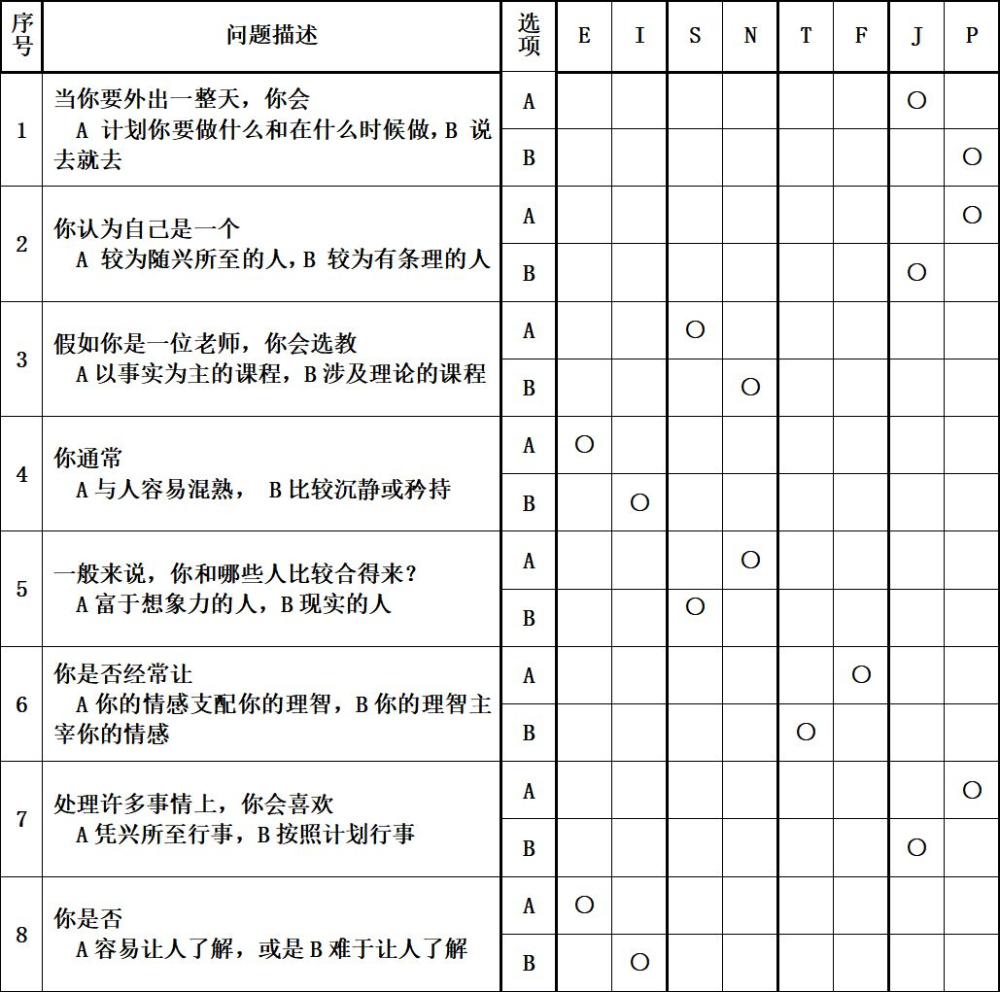 序号 问题描述 选项 E I S N T F J P
1 当你要外出一整天，你会
A 计划你要做什么和在什么时候做，B 说
去就去
A 〇
B 〇
2 你认为自己是一个
A 较为随兴所至的人，B 较为有条理的人
A 〇
B 〇
3 假如你是一位老师，你会选教
A 以事实为主的课程，B 涉及理论的课程
A 〇
B 〇
4 你通常
A 与人容易混熟， B 比较沉静或矜持
A 〇
B 〇
5 一般来说，你和哪些人比较合得来？
A 富于想象力的人，B 现实的人
A 〇
B 〇
6 你是否经常让
A 你的情感支配你的理智，B 你的理智主
宰你的情感
A 〇
B 〇
7 处理许多事情上，你会喜欢
A 凭兴所至行事，B 按照计划行事
A 〇
B 〇
8 你是否
A 容易让人了解，或是 B 难于让人了解
A 〇
B 〇